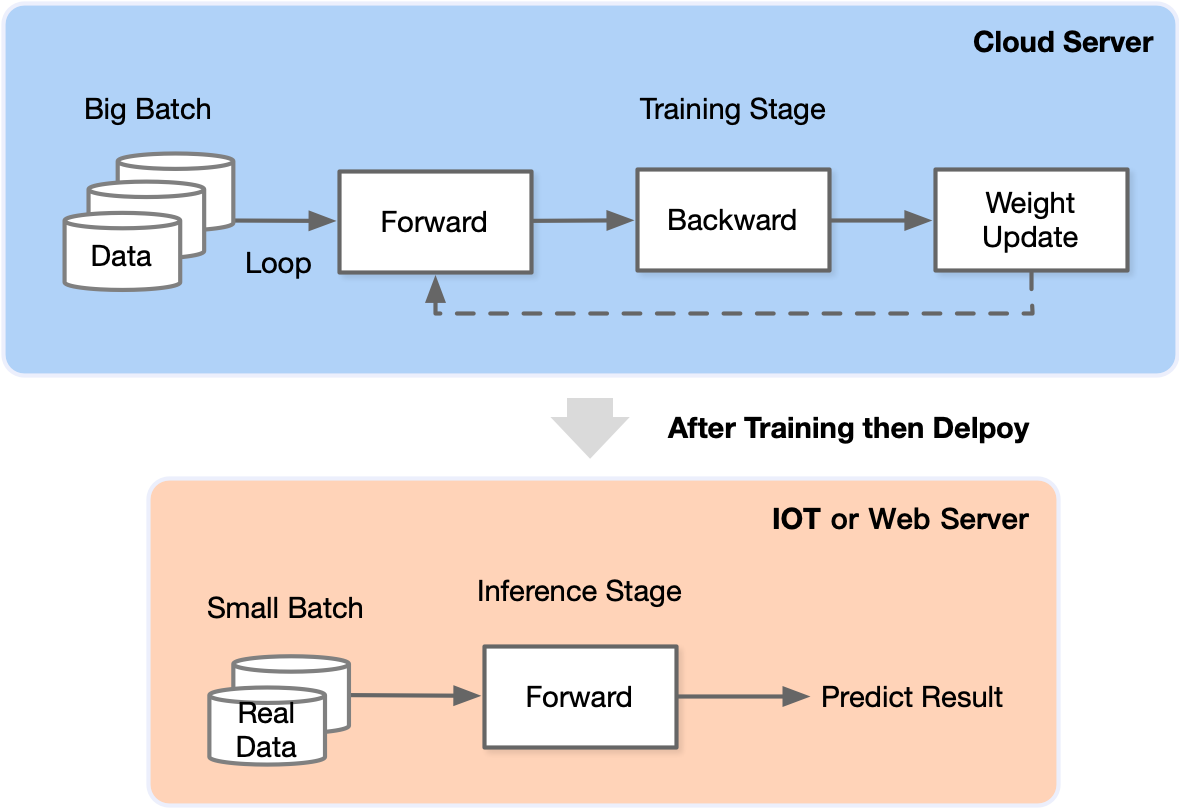 Cloud Server
Big Batch
Training Stage
Data
Loop
Forward
Backward
Weight
Update
After Training then Delpoy
IOT or Web Server
Small Batch
Inference Stage
Real
Data
Forward
Predict Result